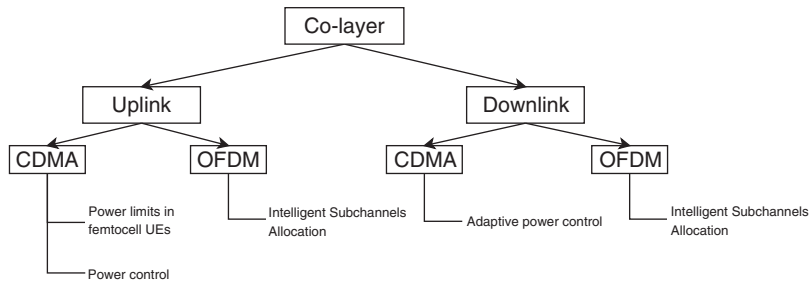 Co-layer
Uplink
Downlink
CDMA
OFDM
CDMA
OFDM
Power limits in
femtocell UEs
Power control
Intelligent Subchannels
Allocation
Adaptive power control
Intelligent Subchannels
Allocation